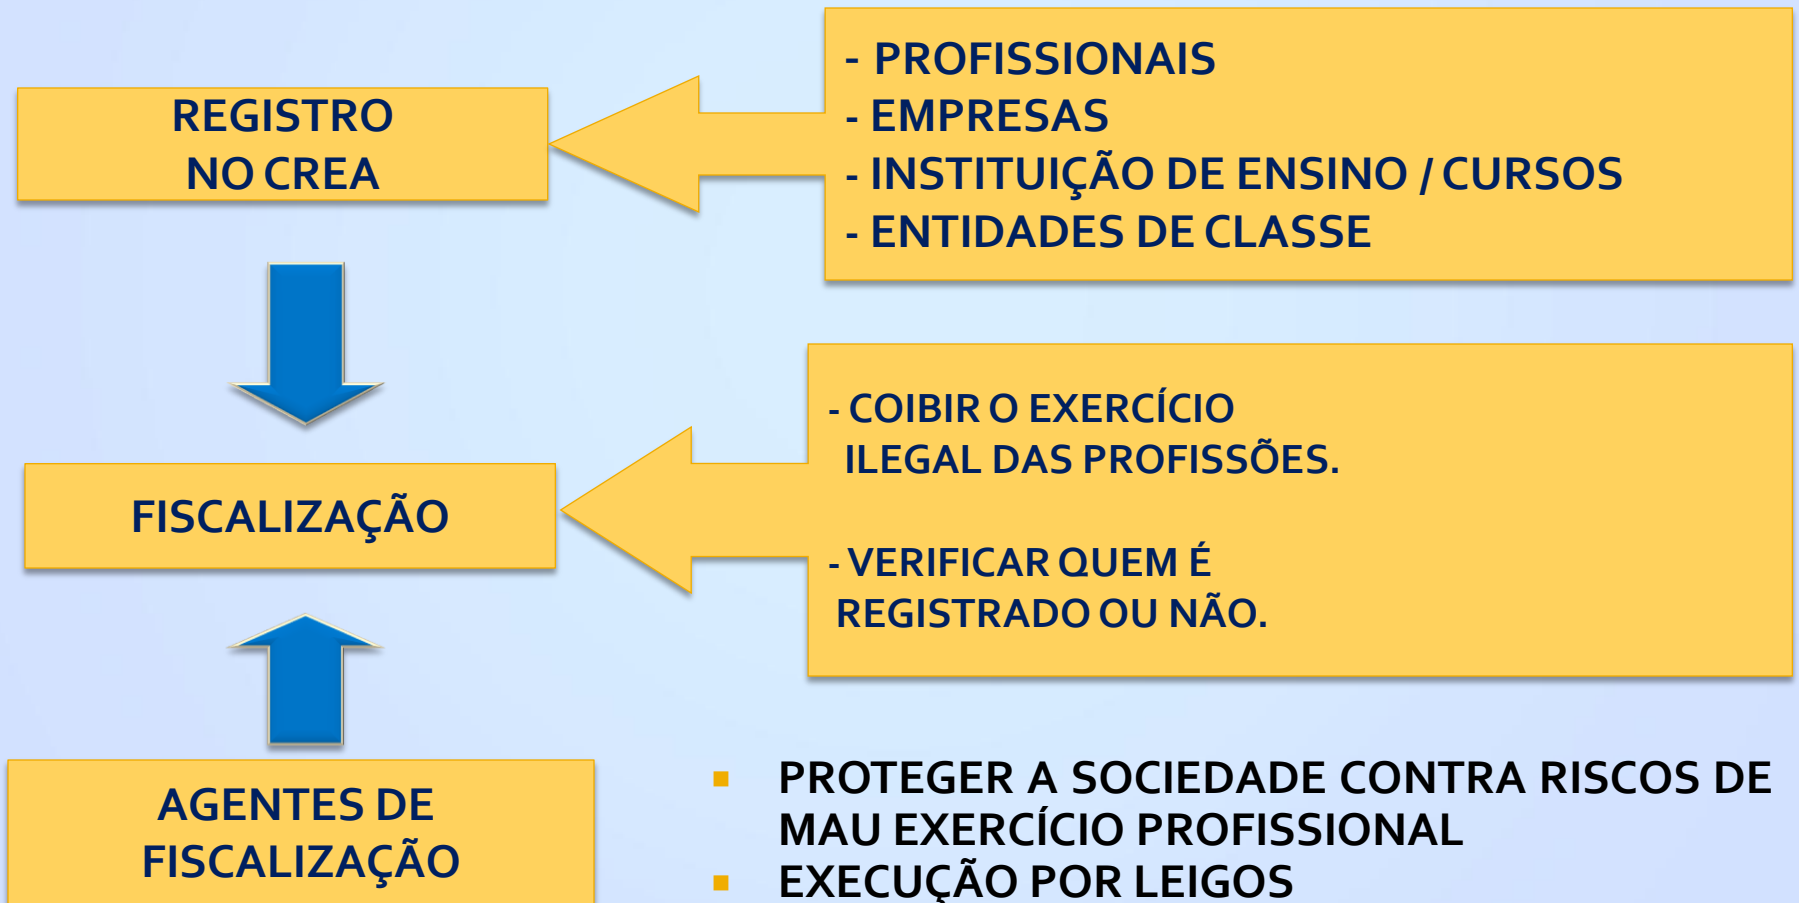 REGISTRO
NO CREA
- PROFISSIONAIS
- EMPRESAS
- INSTITUIÇÃO DE ENSINO / CURSOS
- ENTIDADES DE CLASSE
FISCALIZAÇÃO
- COIBIR O EXERCÍCIO
ILEGAL DAS PROFISSÕES.
- VERIFICAR QUEM É
REGISTRADO OU NÃO.
AGENTES DE
FISCALIZAÇÃO
▪ PROTEGER A SOCIEDADE CONTRA RISCOS DE
MAU EXERCÍCIO PROFISSIONAL
▪ EXECUÇÃO POR LEIGOS